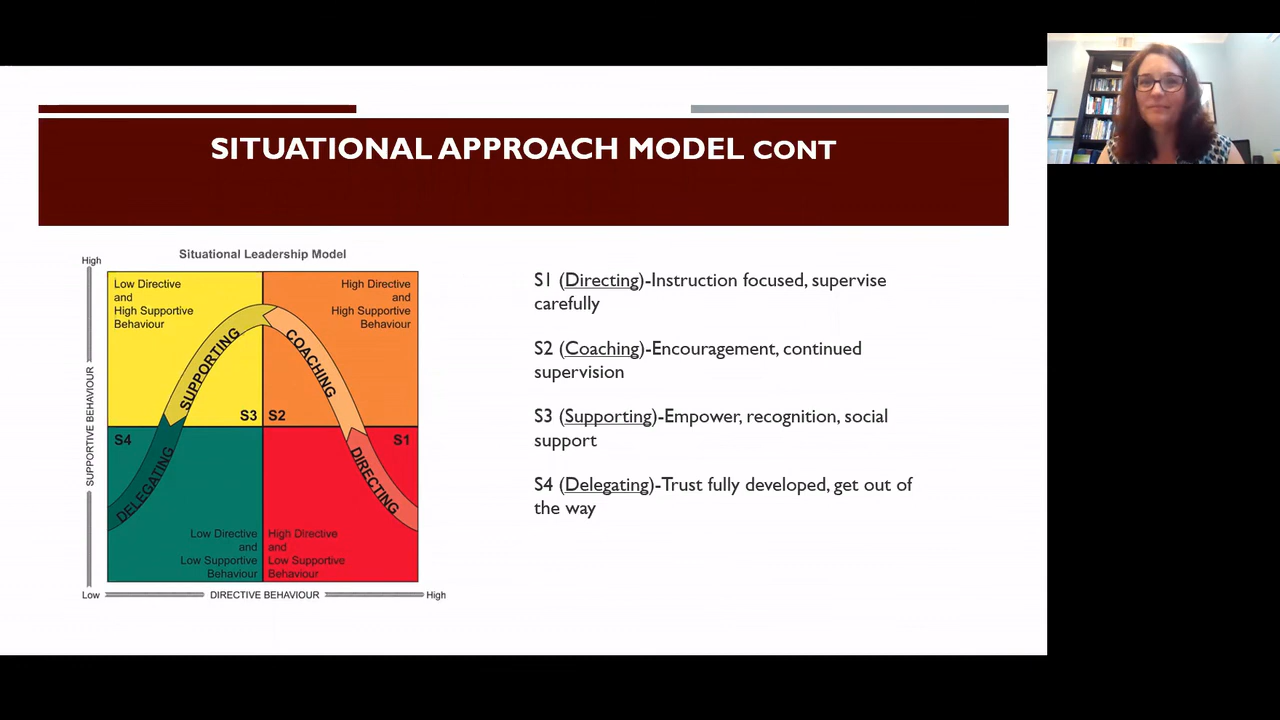 SITUATIONAL APPROACH MODEL CONT
Situational Leadership Model
High
Low Directive
and
High Supportive
Behaviour
High Directive
and
High Supportive
Behaviour
SUPPORTING
COACHING
S3
S2
S4
S1
DELEGATING
DIRECTING
Low Directive
and
Low Supportive
Behaviour
High Directive
and
Low Supportive
Behaviour
SUPPORTIVE BEHAVIOUR
Low
DIRECTIVE BEHAVIOUR
High
S1 (Directing)-Instruction focused, supervise
carefully
S2 (Coaching)-Encouragement, continued
supervision
S3 (Supporting)-Empower, recognition, social
support
S4 (Delegating)-Trust fully developed, get out of
the way